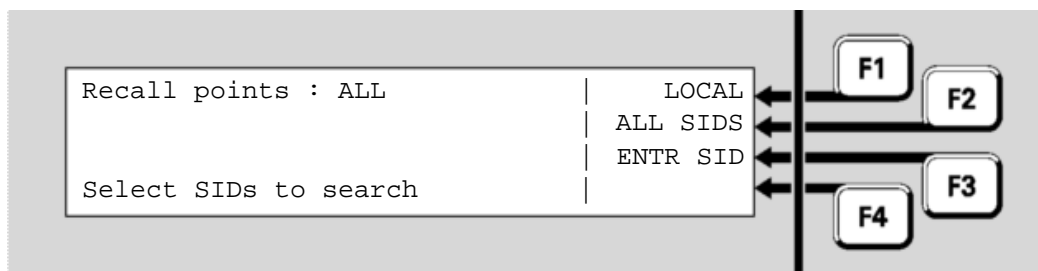 Recall points : ALL | LOCAL
| ALL SIDS
| ENTR SID
Select SIDs to search |
F1
F2
F3
F4